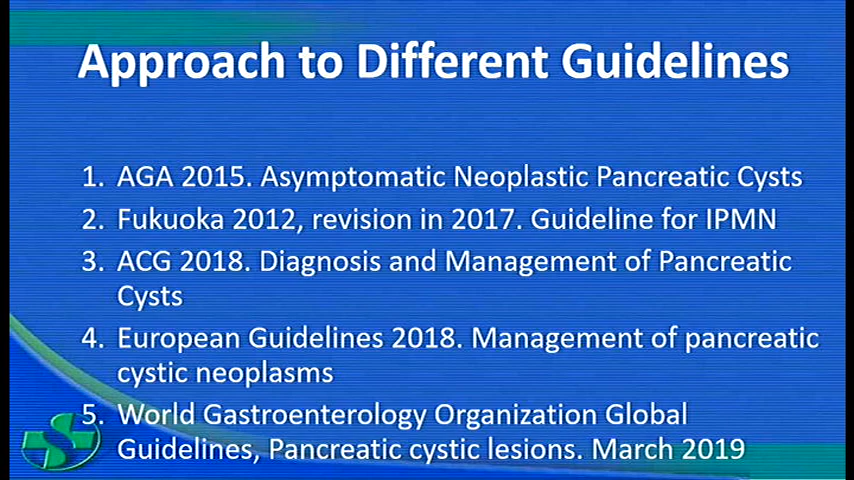 Approach to Different Guidelines
1. AGA 2015. Asymptomatic Neoplastic Pancreatic Cysts
2. Fukuoka 2012, revision in 2017. Guideline for IPMN
3. ACG 2018. Diagnosis and Management of Pancreatic
Cysts
4. European Guidelines 2018. Management of pancreatic
cystic neoplasms
5. World Gastroenterology Organization Global
Guidelines, Pancreatic cystic lesions. March 2019